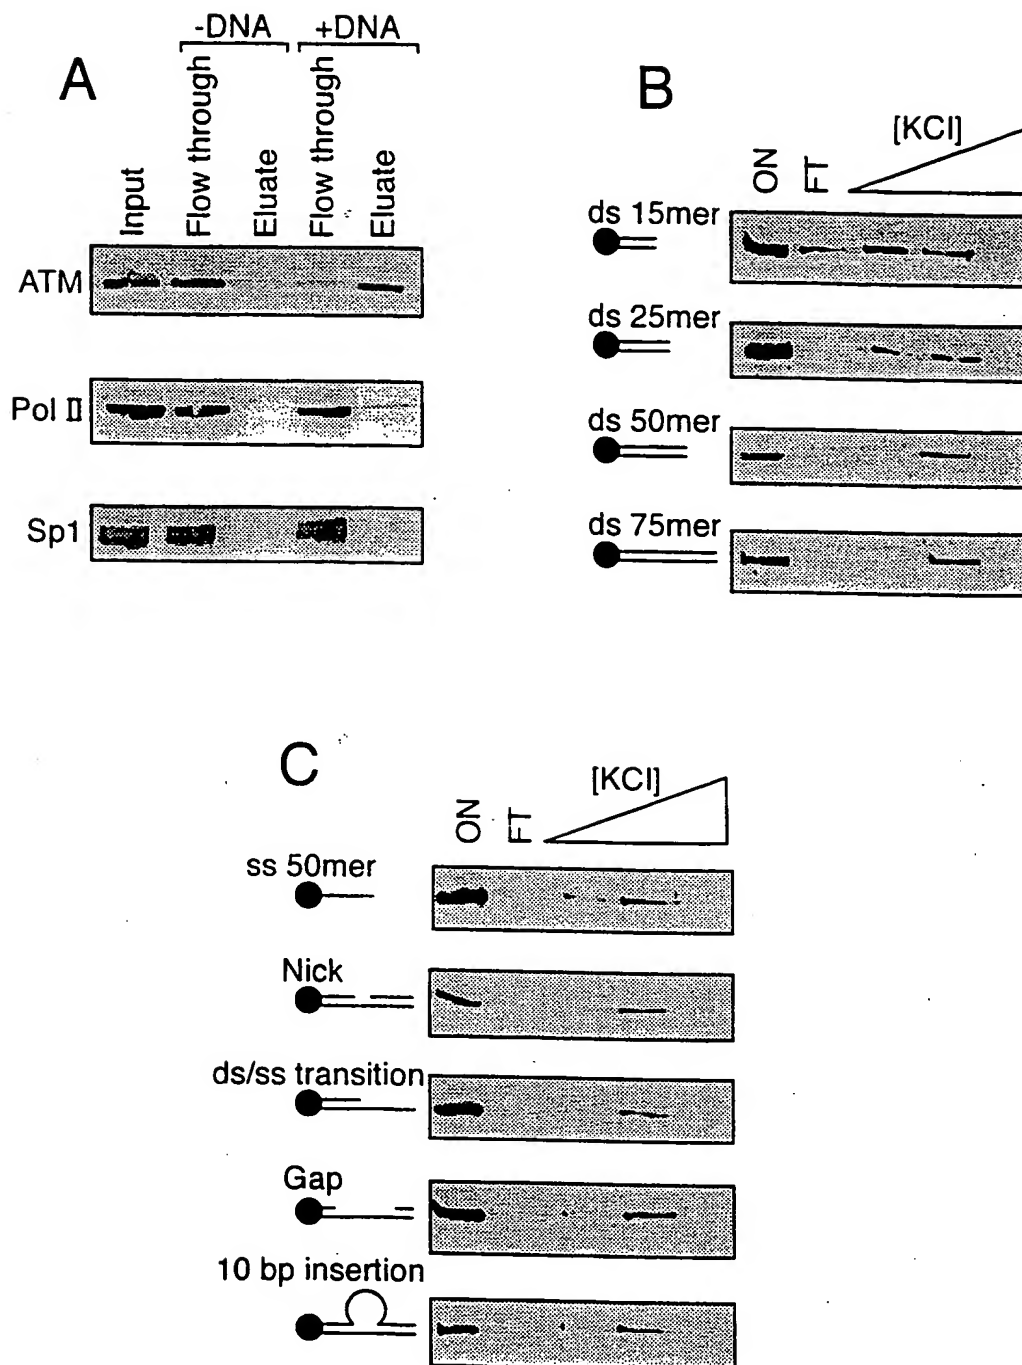 A
-DNA +DNA
Input
Flow through
Eluate
Flow through
Eluate
ATM
Pol II
Sp1
B
ON
FT
[KCl]
ds 15mer
ds 25mer
ds 50mer
ds 75mer
C
ON
FT
[KCl]
ss 50mer
Nick
ds/ss transition
Gap
10 bp insertion